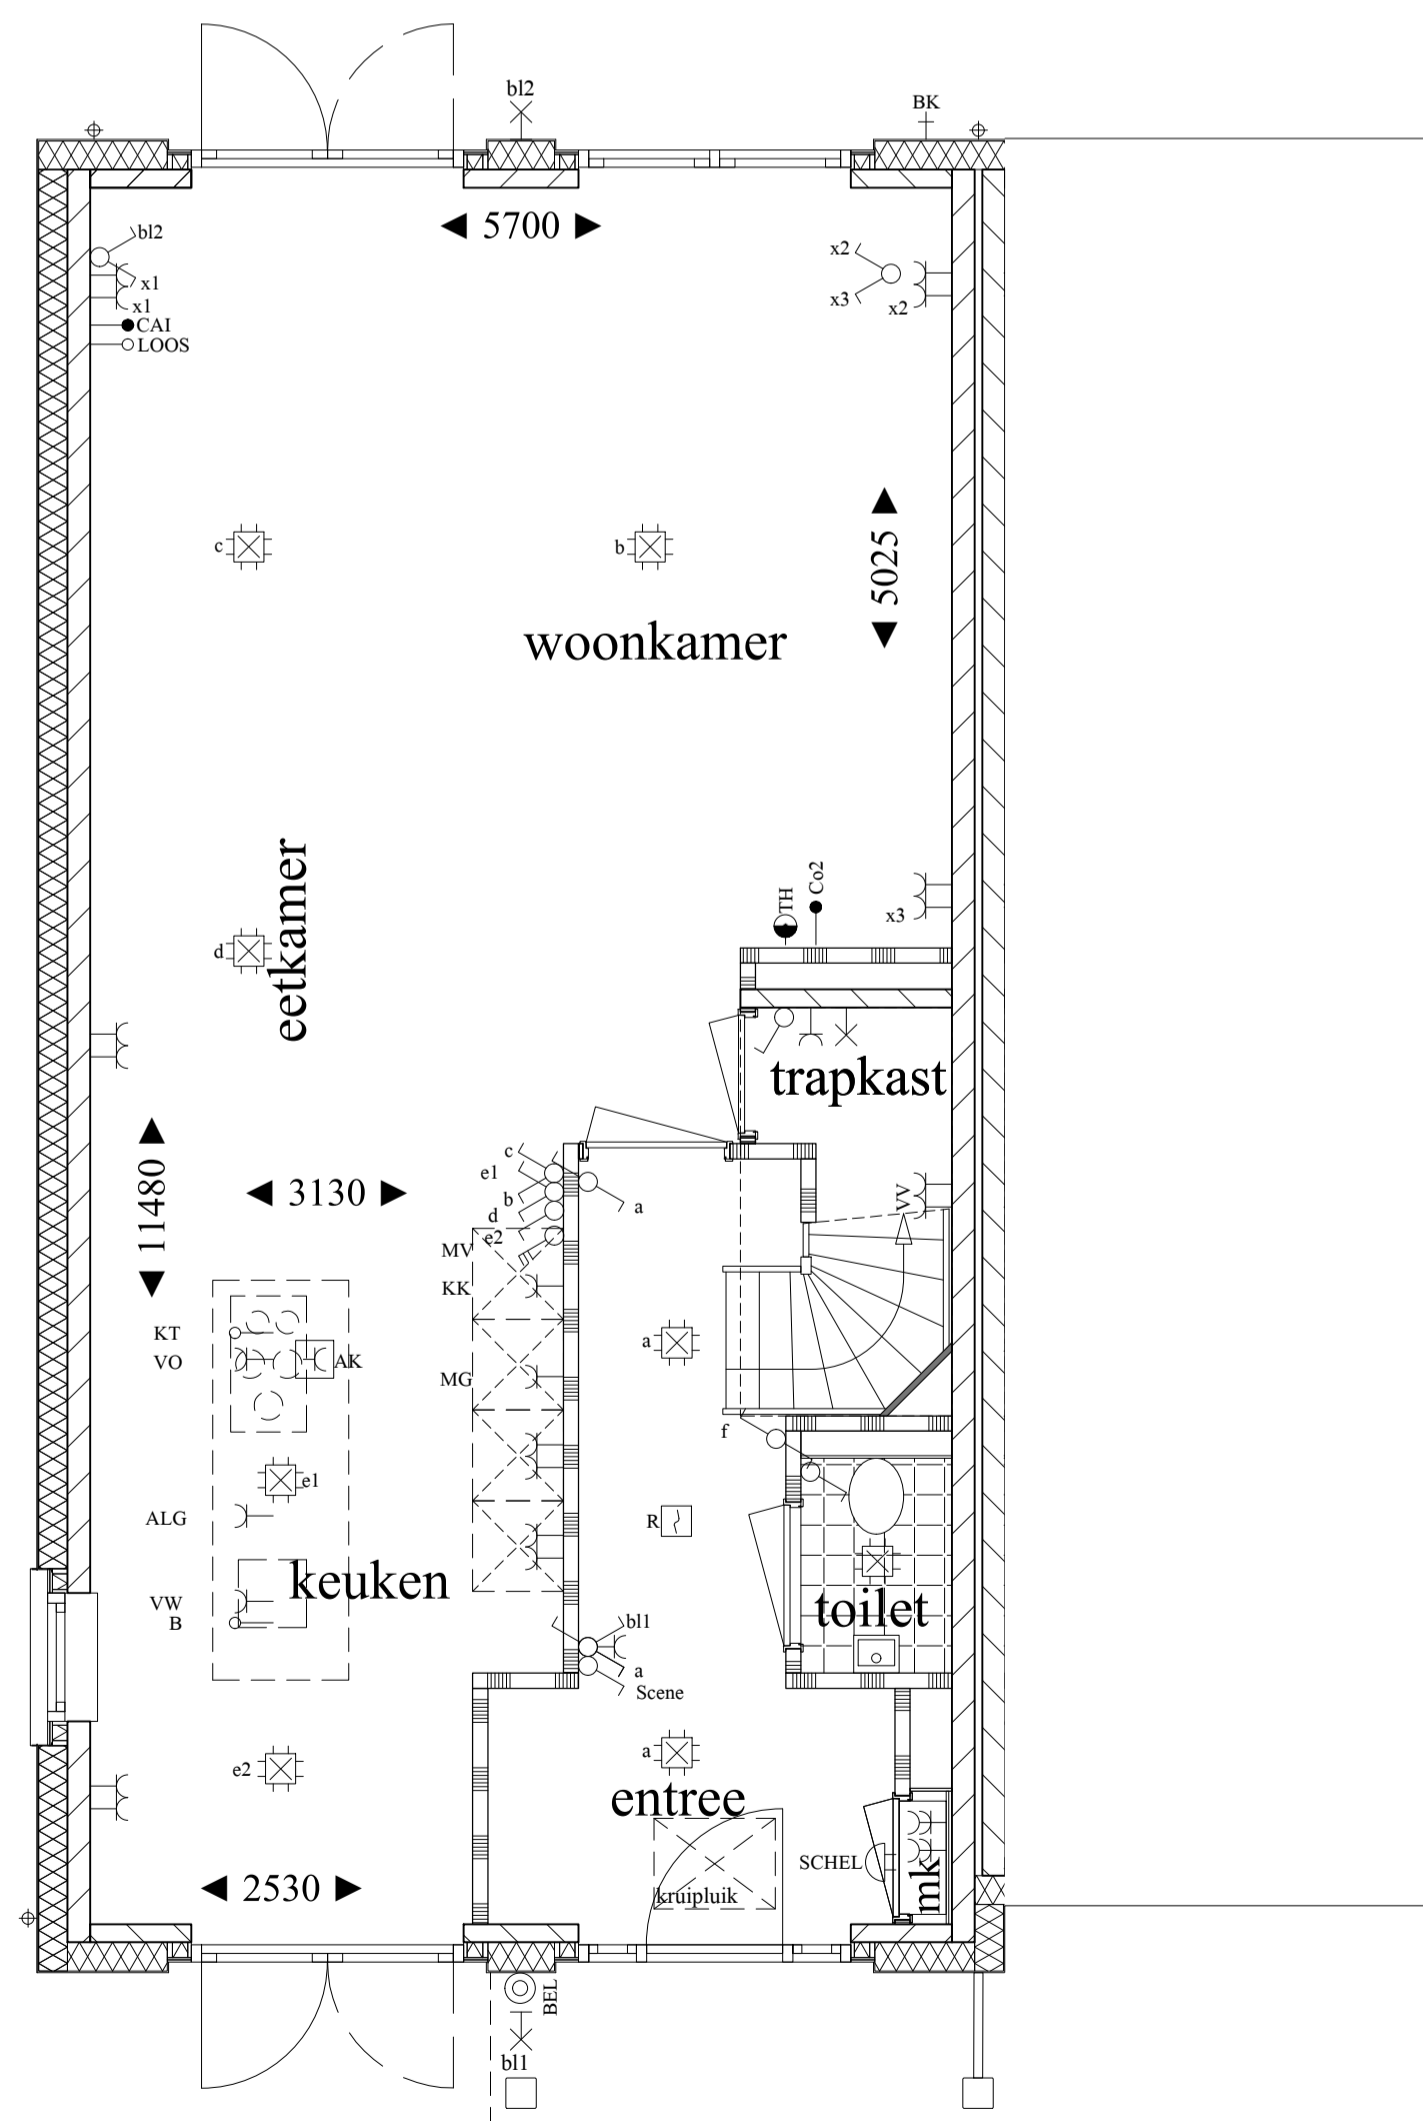 bl2
BK
5700
bl2
x1
x1
CAI
LOOS
x2
x3
x2
c
b
5025
woonkamer
eetkamer
d
TH
Co2
x3
trapkast
11480
3130
c
e1
b
d
e2
a
MV
KK
VV
KT
VO
AK
MG
a
f
e1
ALG
R
keuken
toilet
VW
B
bl1
a
Scene
e2
a
entree
SCHEL
mk
kruipluik
2530
BEL
bl1